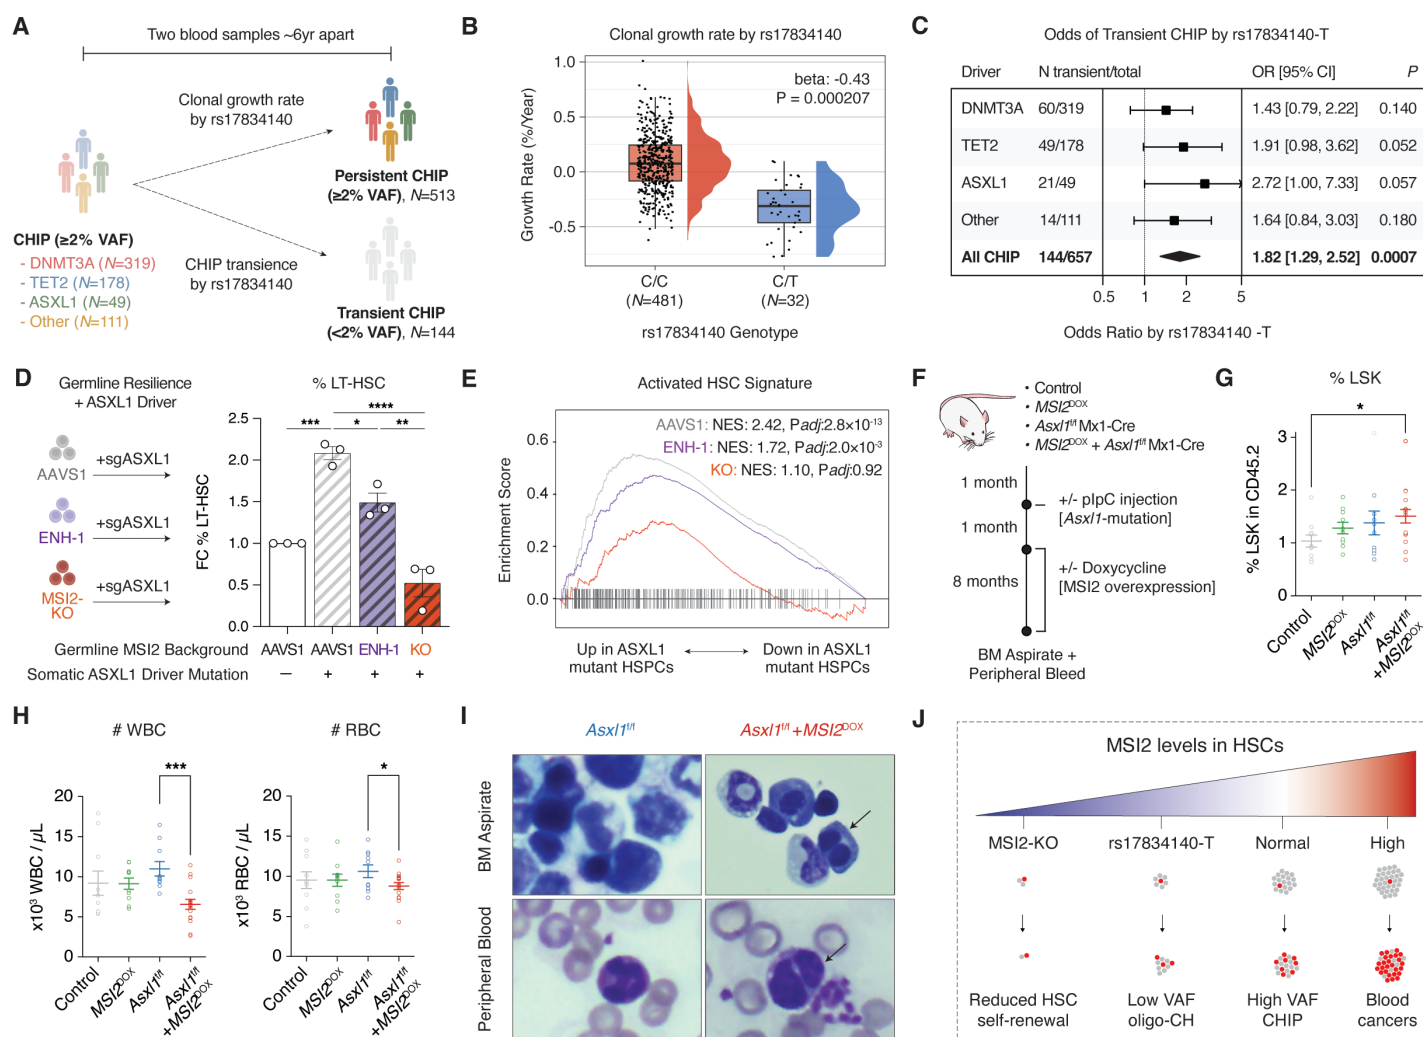 A
Two blood samples ~6yr apart
Clonal growth rate
by rs17834140
Persistent CHIP
(≥2% VAF), N=513
CHIP (≥2% VAF)
- DNMT3A (N=319)
- TET2 (N=178)
- ASXL1 (N=49)
- Other (N=111)
CHIP transience
by rs17834140
Transient CHIP
(<2% VAF), N=144
B
Clonal growth rate by rs17834140
beta: -0.43
P = 0.000207
Growth Rate (%/Year)
1.0
0.5
0.0
-0.5
C/C
(N=481)
C/T
(N=32)
rs17834140 Genotype
C
Odds of Transient CHIP by rs17834140-T
Driver N transient/total OR [95% CI] P
DNMT3A 60/319 1.43 [0.79, 2.22] 0.140
TET2 49/178 1.91 [0.98, 3.62] 0.052
ASXL1 21/49 2.72 [1.00, 7.33] 0.057
Other 14/111 1.64 [0.84, 3.03] 0.180
All CHIP 144/657 1.82 [1.29, 2.52] 0.0007
0.5 1 2 5
Odds Ratio by rs17834140 -T
D
Germline Resilience
+ ASXL1 Driver
AAVS1
+sgASXL1
ENH-1
+sgASXL1
MSI2-
KO
+sgASXL1
% LT-HSC
****
*** * **
FC % LT-HSC
2.5
2.0
1.5
1.0
0.5
0.0
Germline MSI2 Background AAVS1 AAVS1 ENH-1 KO
Somatic ASXL1 Driver Mutation − + + +
E
Activated HSC Signature
AAVS1: NES: 2.42, Padj:2.8×10⁻¹³
ENH-1: NES: 1.72, Padj:2.0×10⁻³
KO: NES: 1.10, Padj:0.92
Enrichment Score
0.6
0.4
0.2
0.0
Up in ASXL1
mutant HSPCs
Down in ASXL1
mutant HSPCs
F
• Control
• MSI2ᴰᴼˣ
• Asxl1ᶠ/ᶠ Mx1-Cre
• MSI2ᴰᴼˣ + Asxl1ᶠ/ᶠ Mx1-Cre
1 month
+/- pIpC injection
[Asxl1-mutation]
1 month
8 months
+/- Doxycycline
[MSI2 overexpression]
BM Aspirate +
Peripheral Bleed
G
% LSK
*
% LSK in CD45.2
3
2
1
0
Control
MSI2ᴰᴼˣ
Asxl1ᶠ/ᶠ
Asxl1ᶠ/ᶠ
+MSI2ᴰᴼˣ
H
# WBC
***
x10³ WBC / µL
20
15
10
5
0
Control
MSI2ᴰᴼˣ
Asxl1ᶠ/ᶠ
Asxl1ᶠ/ᶠ
+MSI2ᴰᴼˣ
# RBC
*
x10³ RBC / µL
20
15
10
5
0
Control
MSI2ᴰᴼˣ
Asxl1ᶠ/ᶠ
Asxl1ᶠ/ᶠ
+MSI2ᴰᴼˣ
I
Asxl1ᶠ/ᶠ
Asxl1ᶠ/ᶠ +MSI2ᴰᴼˣ
BM Aspirate
Peripheral Blood
J
MSI2 levels in HSCs
MSI2-KO rs17834140-T Normal High
Reduced HSC
self-renewal
Low VAF
oligo-CH
High VAF
CHIP
Blood
cancers